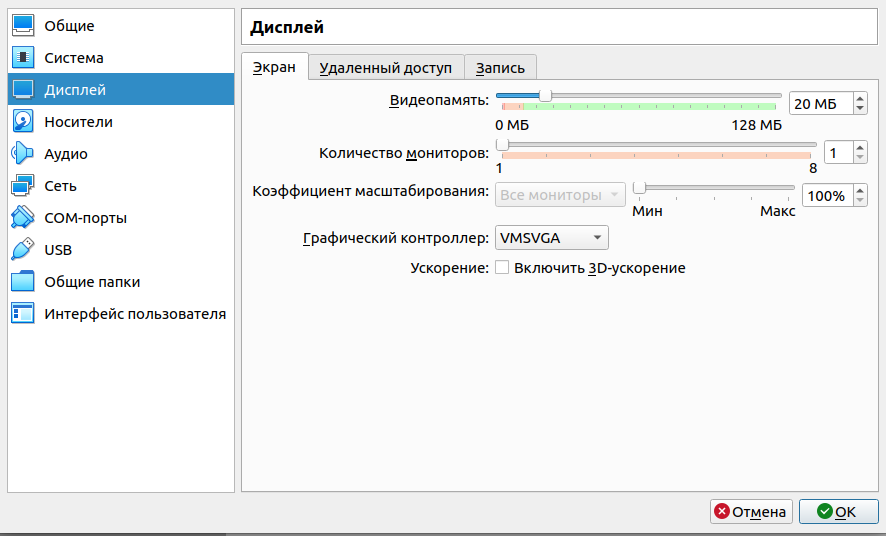 Общие
Система
Дисплей
Носители
Аудио
Сеть
COM-порты
USB
Общие папки
Интерфейс пользователя
Дисплей
Экран Удаленный доступ Запись
Видеопамять: 20 МБ
0 МБ 128 МБ
Количество мониторов: 1
1 8
Коэффициент масштабирования: Все мониторы 100%
Мин Макс
Графический контроллер: VMSVGA
Ускорение: Включить 3D-ускорение
Отмена OK